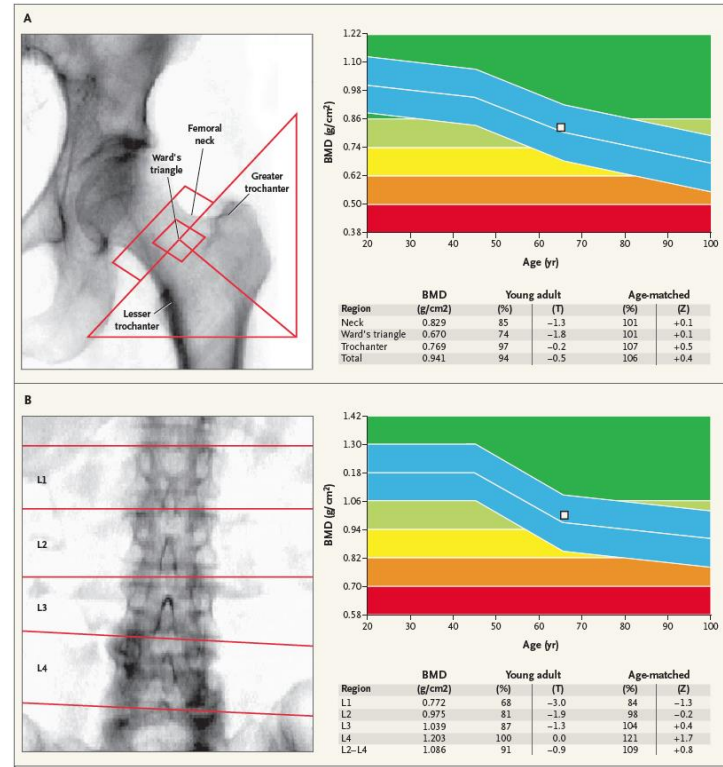 A
Femoral
neck
Ward's
triangle
Greater
trochanter
Lesser
trochanter
BMD (g/cm²)
1.22
1.10
0.98
0.86
0.74
0.62
0.50
0.38
20 30 40 50 60 70 80 90 100
Age (yr)
BMD Young adult Age-matched
Region (g/cm2) (%) (T) (%) (Z)
Neck 0.829 85 −1.3 101 +0.1
Ward's triangle 0.670 74 −1.8 101 +0.1
Trochanter 0.769 97 −0.2 107 +0.5
Total 0.941 94 −0.5 106 +0.4
B
L1
L2
L3
L4
BMD (g/cm²)
1.42
1.30
0.18
1.06
0.94
0.82
0.70
0.58
20 30 40 50 60 70 80 90 100
Age (yr)
BMD Young adult Age-matched
Region (g/cm2) (%) (T) (%) (Z)
L1 0.772 68 −3.0 84 −1.3
L2 0.975 81 −1.9 98 −0.2
L3 1.039 87 −1.3 104 +0.4
L4 1.203 100 0.0 121 +1.7
L2–L4 1.086 91 −0.9 109 +0.8